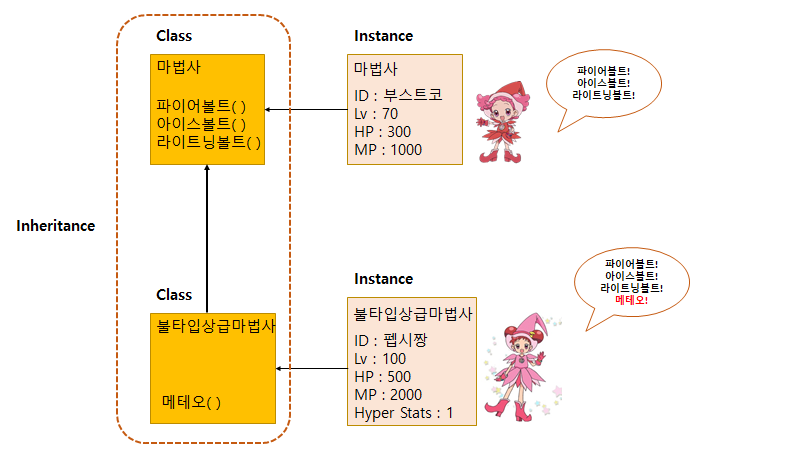 Class
마법사
파이어볼트( )
아이스볼트( )
라이트닝볼트( )
Instance
마법사
ID : 부스트코
Lv : 70
HP : 300
MP : 1000
파이어볼트!
아이스볼트!
라이트닝볼트!
Inheritance
Class
불타입상급마법사
메테오( )
Instance
불타입상급마법사
ID : 펩시짱
Lv : 100
HP : 500
MP : 2000
Hyper Stats : 1
파이어볼트!
아이스볼트!
라이트닝볼트!
메테오!